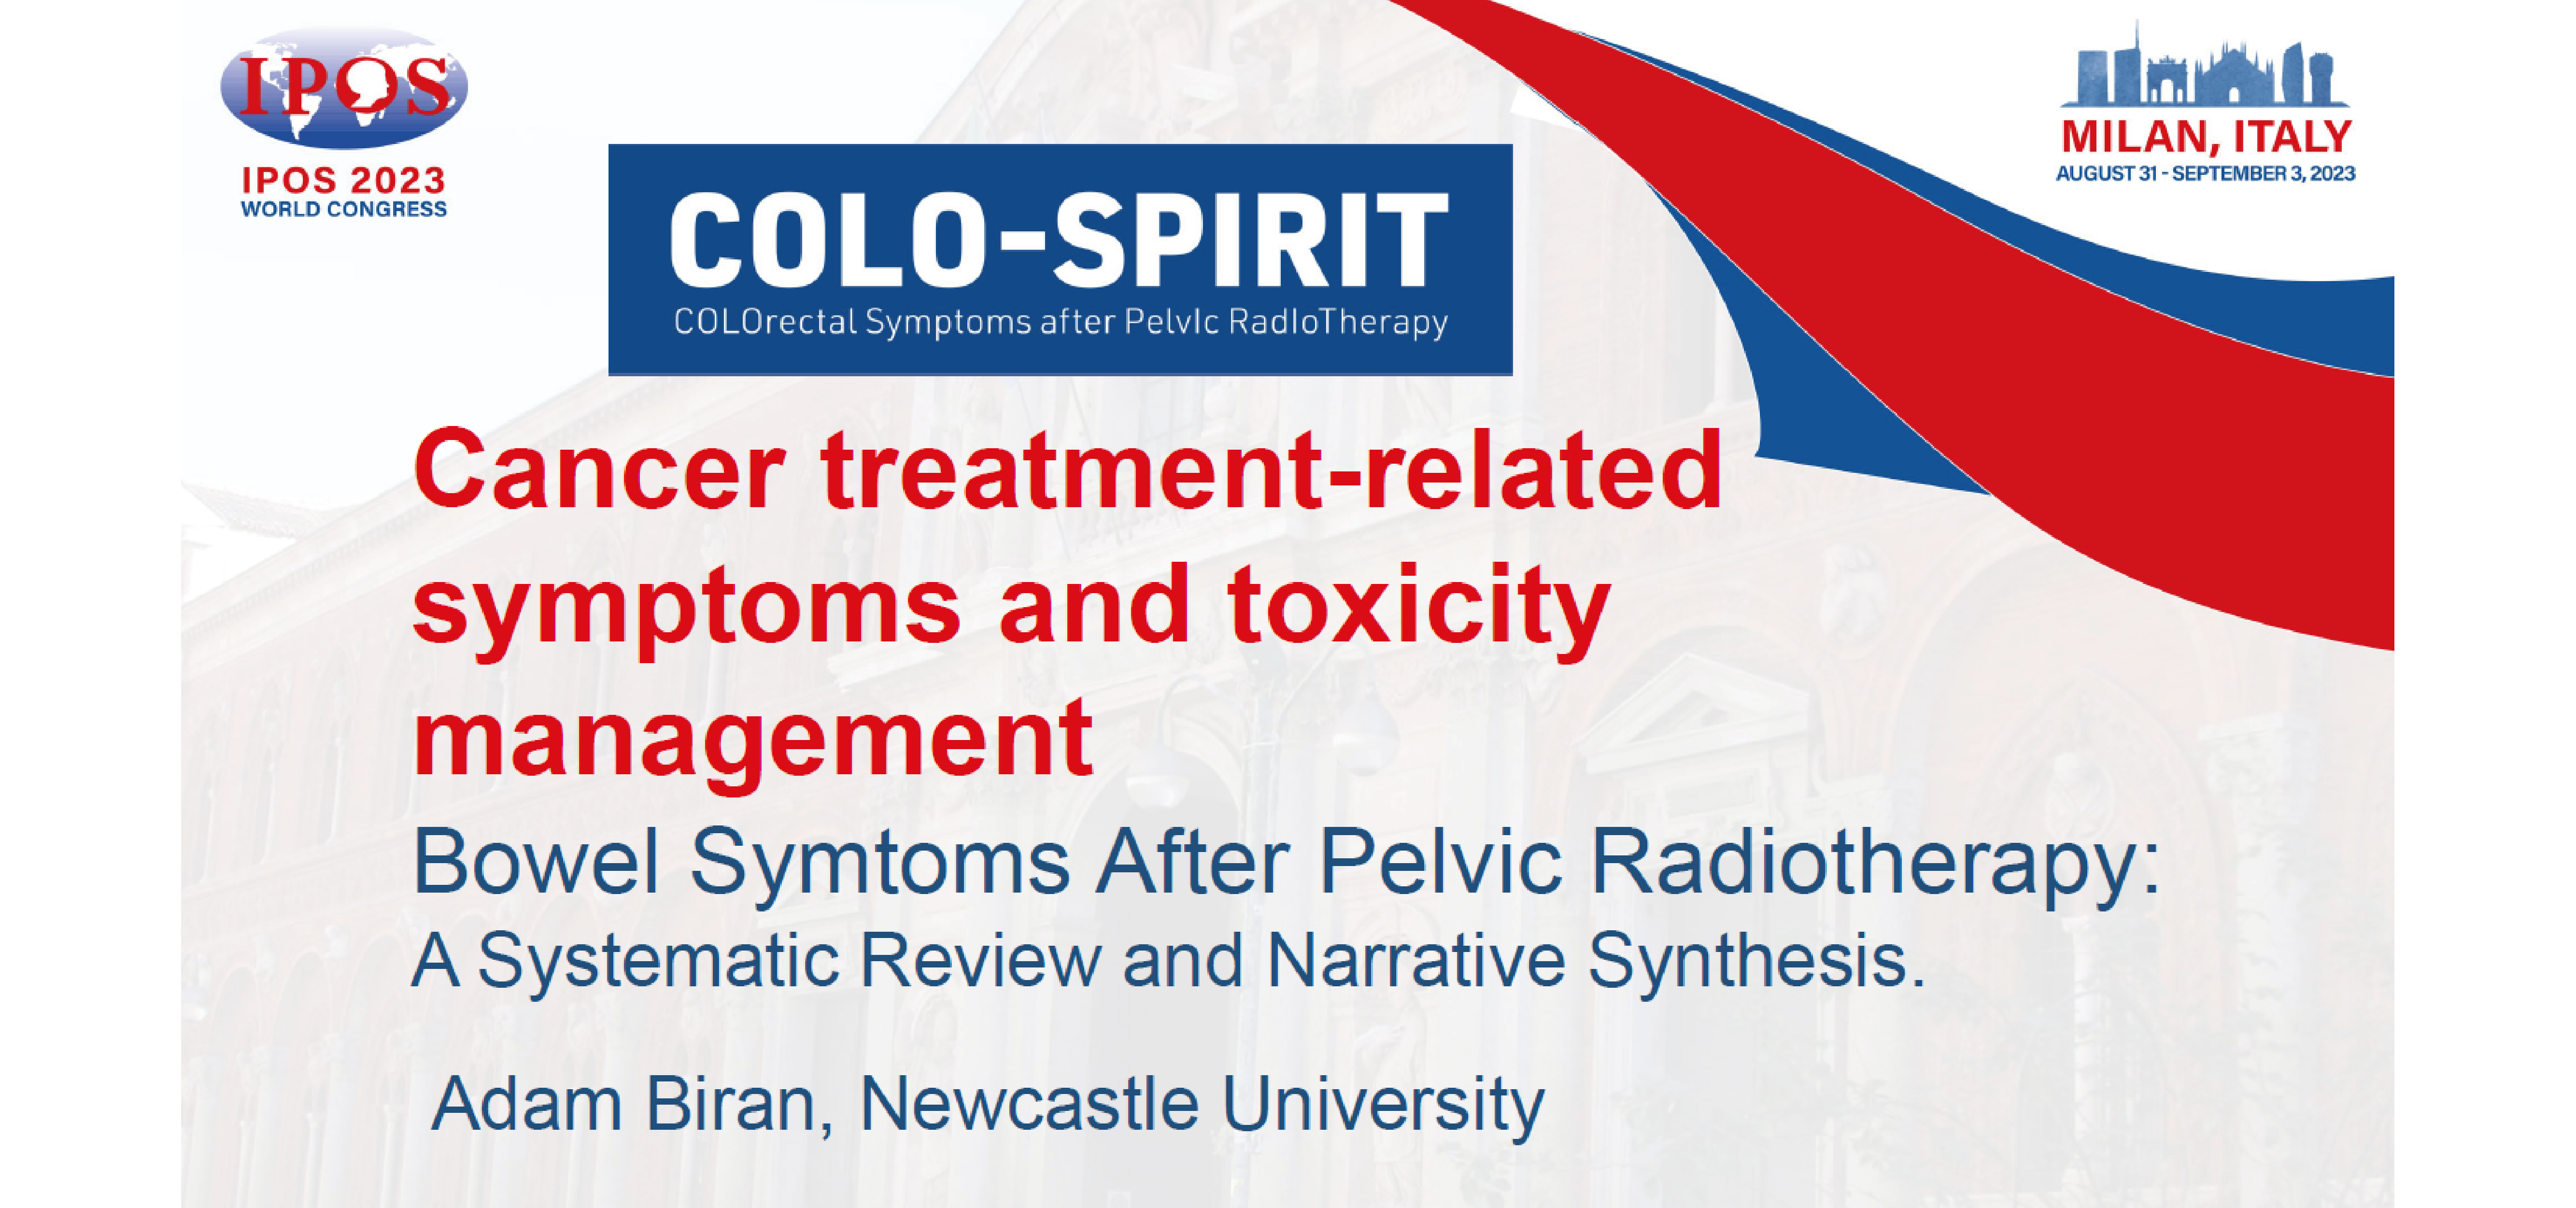 IPOS
IPOS 2023
WORLD CONGRESS
MILAN, ITALY
AUGUST 31 - SEPTEMBER 3, 2023
COLO-SPIRIT
COLOrectal Symptoms after PelvIc RadIoTherapy
Cancer treatment-related
symptoms and toxicity
management
Bowel Symtoms After Pelvic Radiotherapy:
A Systematic Review and Narrative Synthesis.
Adam Biran, Newcastle University